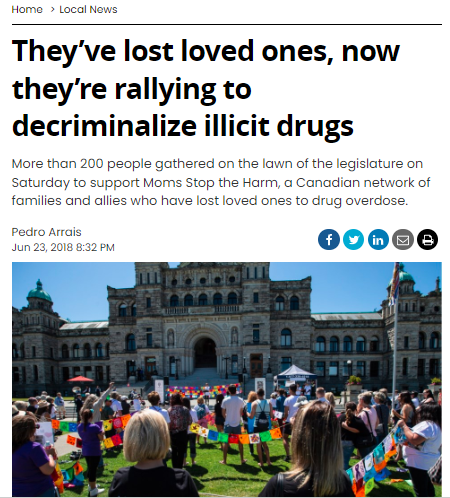 Home > Local News
They've lost loved ones, now
they're rallying to
decriminalize illicit drugs
More than 200 people gathered on the lawn of the legislature on
Saturday to support Moms Stop the Harm, a Canadian network of
families and allies who have lost loved ones to drug overdose.
Pedro Arrais
Jun 23, 2018 8:32 PM